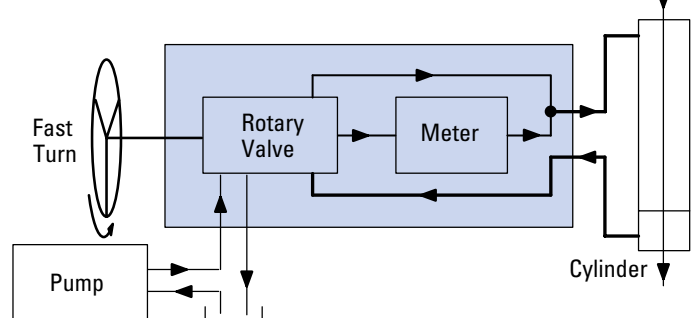 Fast
Turn
Rotary
Valve
Meter
Pump
Cylinder